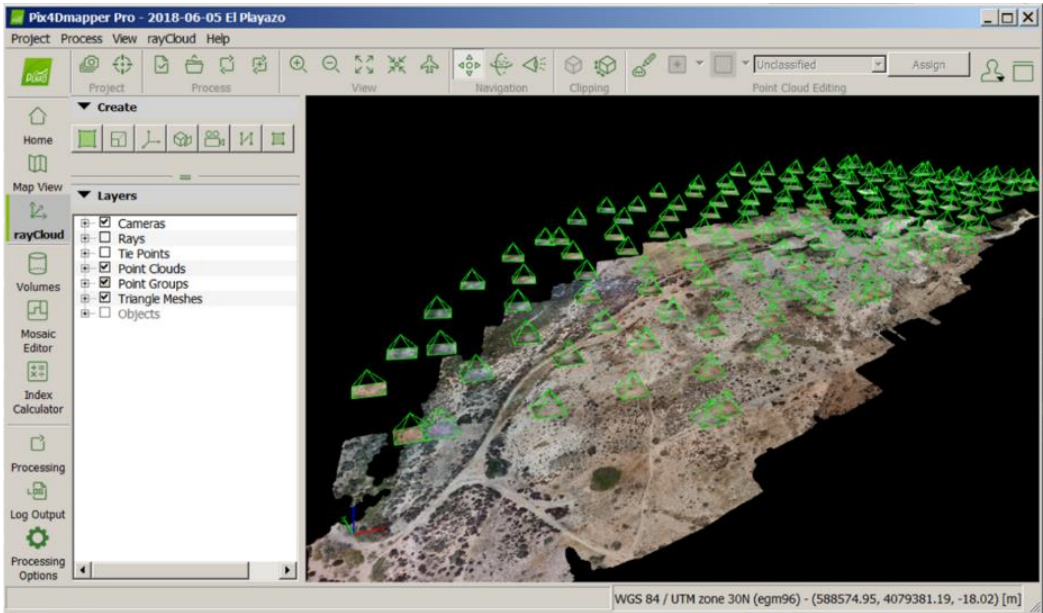 Pix4Dmapper Pro - 2018-06-05 El Playazo
Project Process View rayCloud Help
Unclassified Assign
Project Process View Navigation Clipping Point Cloud Editing
Create
Home
Map View
Layers
rayCloud
Cameras
Rays
Tie Points
Point Clouds
Point Groups
Triangle Meshes
Objects
Volumes
Mosaic
Editor
Index
Calculator
Processing
Log Output
Processing
Options
WGS 84 / UTM zone 30N (egm96) - (588574.95, 4079381.19, -18.02) [m]